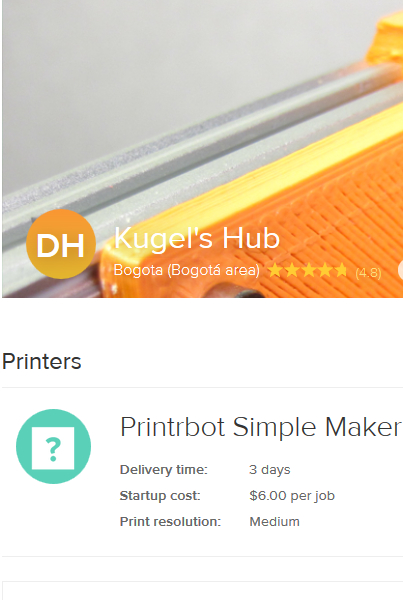 DH
Kugel's Hub
Bogota (Bogotá area) (4.8)
Printers
?
Printrbot Simple Maker
Delivery time: 3 days
Startup cost: $6.00 per job
Print resolution: Medium